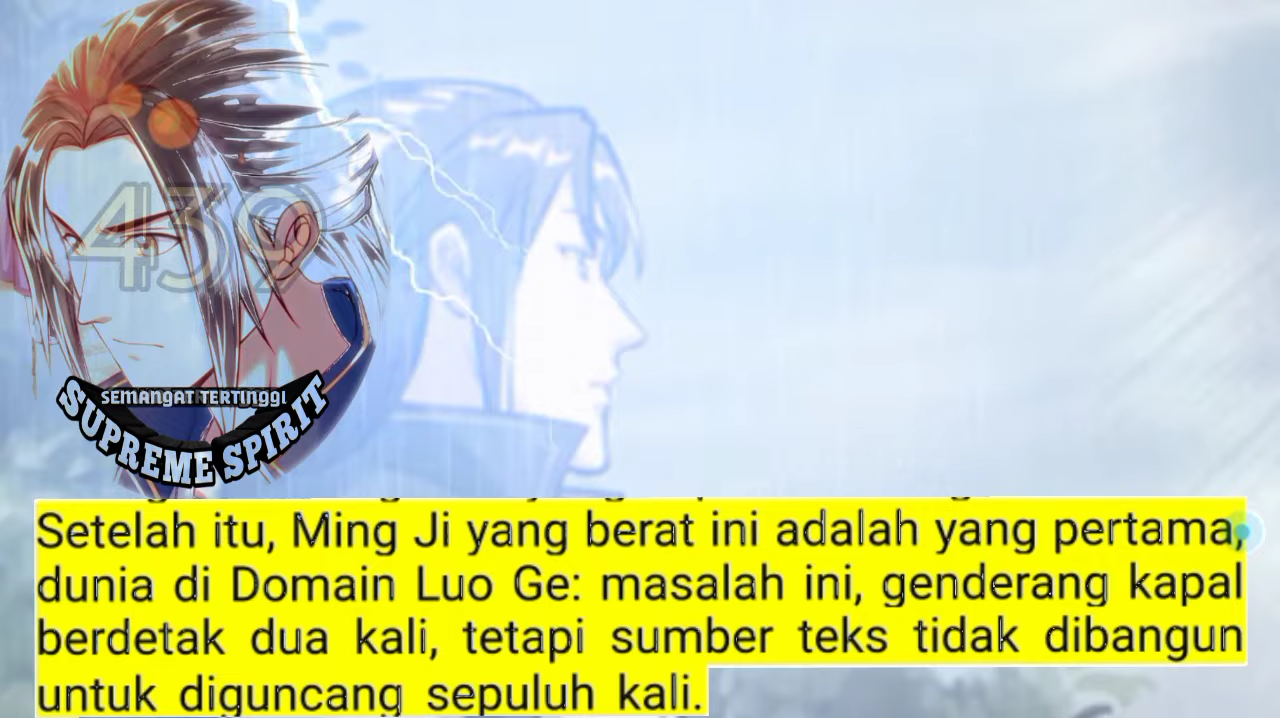 439
SEMANGAT TERTINGGI
SUPREME SPIRIT
Setelah itu, Ming Ji yang berat ini adalah yang pertama,
dunia di Domain Luo Ge: masalah ini, genderang kapal
berdetak dua kali, tetapi sumber teks tidak dibangun
untuk diguncang sepuluh kali.